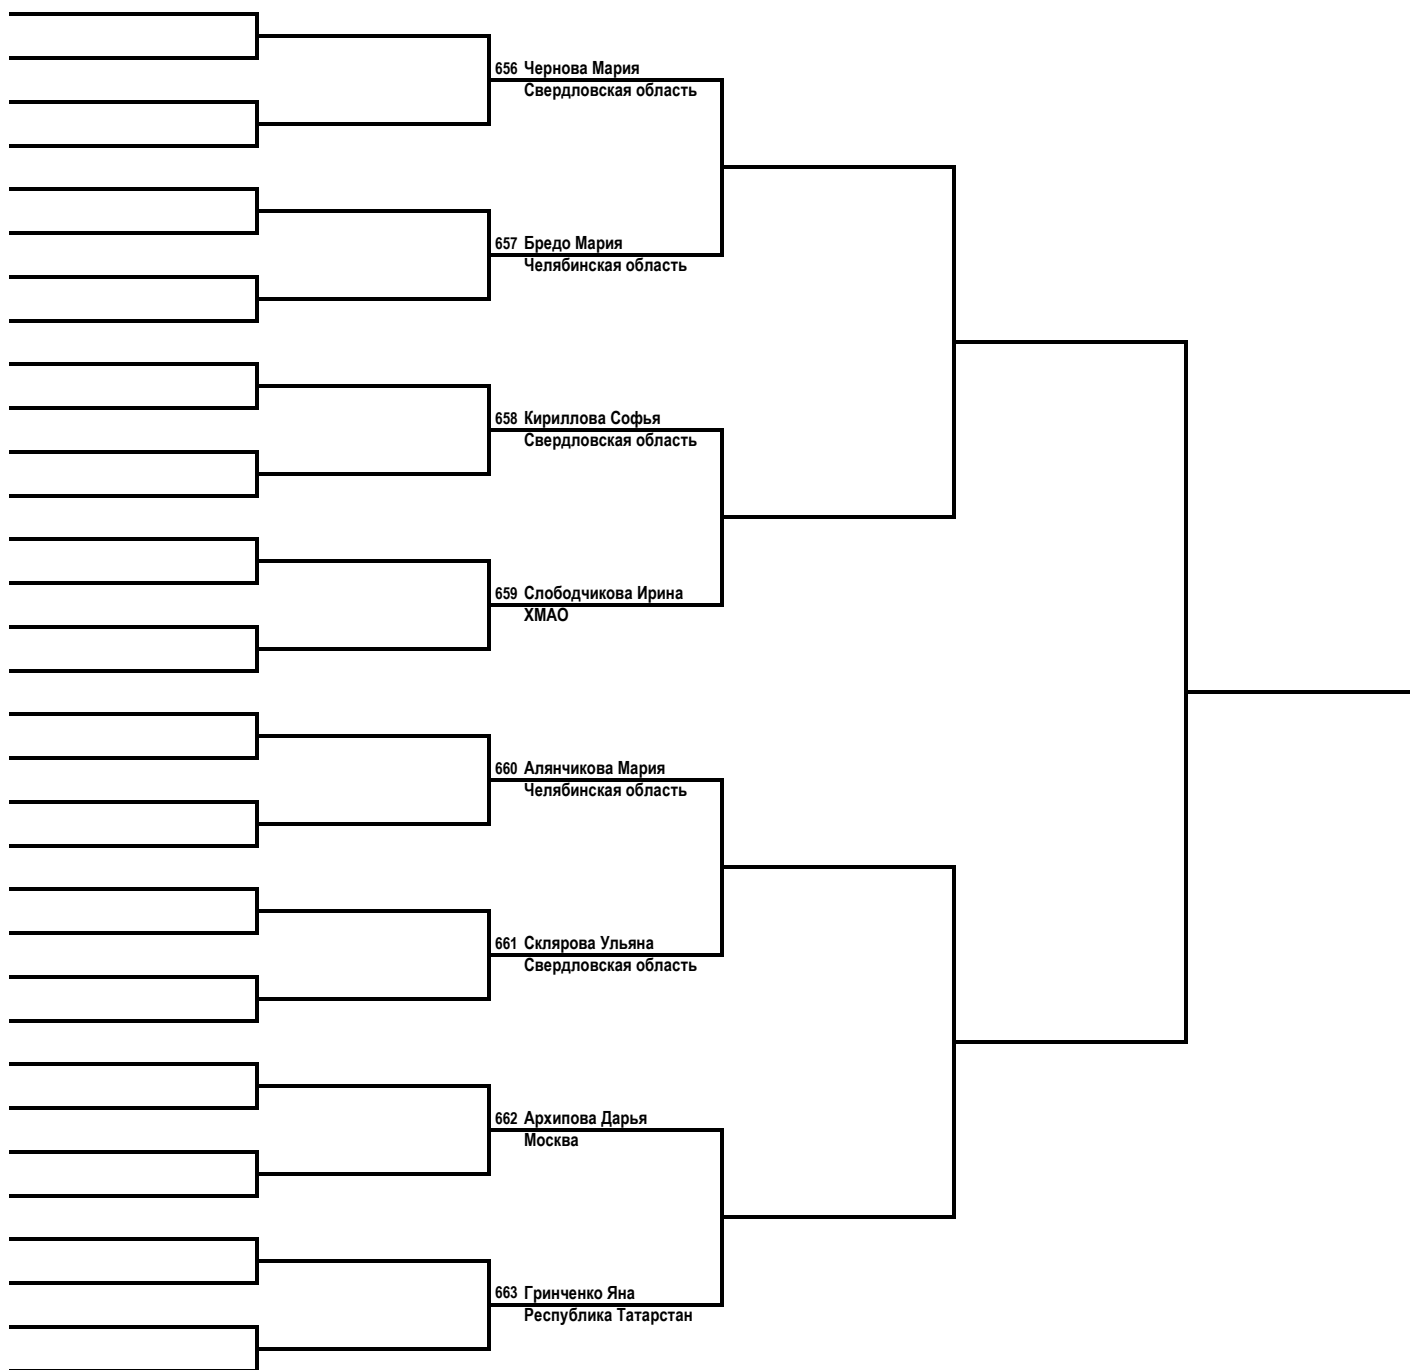 656 Чернова Мария
Свердловская область
657 Бредо Мария
Челябинская область
658 Кириллова Софья
Свердловская область
659 Слободчикова Ирина
ХМАО
660 Алянчикова Мария
Челябинская область
661 Склярова Ульяна
Свердловская область
662 Архипова Дарья
Москва
663 Гринченко Яна
Республика Татарстан